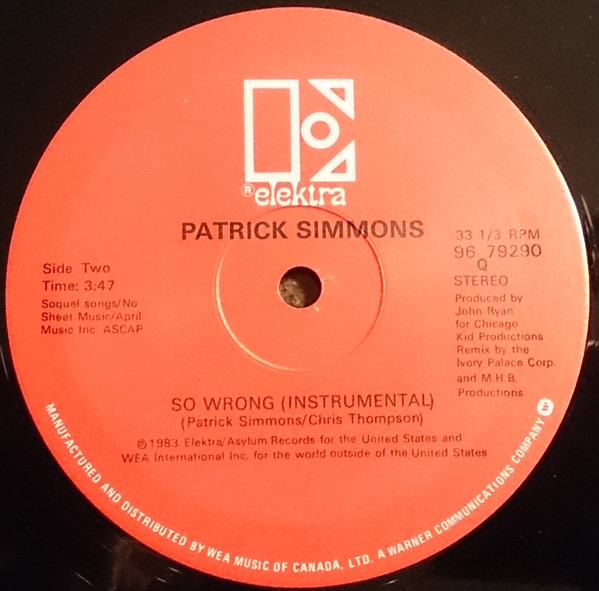 ® elektra
PATRICK SIMMONS
Side Two
Time: 3:47
Soquel songs/No
Sheet Music/April
Music Inc ASCAP
33 1/3 RPM
96 79290
Q
STEREO
Produced by
John Ryan
for Chicago
Kid Productions
Remix by the
Ivory Palace Corp.
and M.H.B.
Productions
SO WRONG (INSTRUMENTAL)
(Patrick Simmons/Chris Thompson)
℗ 1983 Elektra/Asylum Records for the United States and
WEA International Inc. for the world outside of the United States
MANUFACTURED AND DISTRIBUTED BY WEA MUSIC OF CANADA, LTD. A WARNER COMMUNICATIONS COMPANY